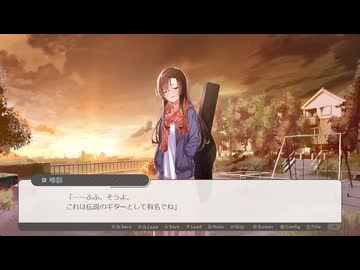 唯鈴
「……ふふ、そうよ。
これは伝説のギターとして有名でね」
Q.Save
Q.Load
Save
Load
Auto
Skip
Screen
Config
Title